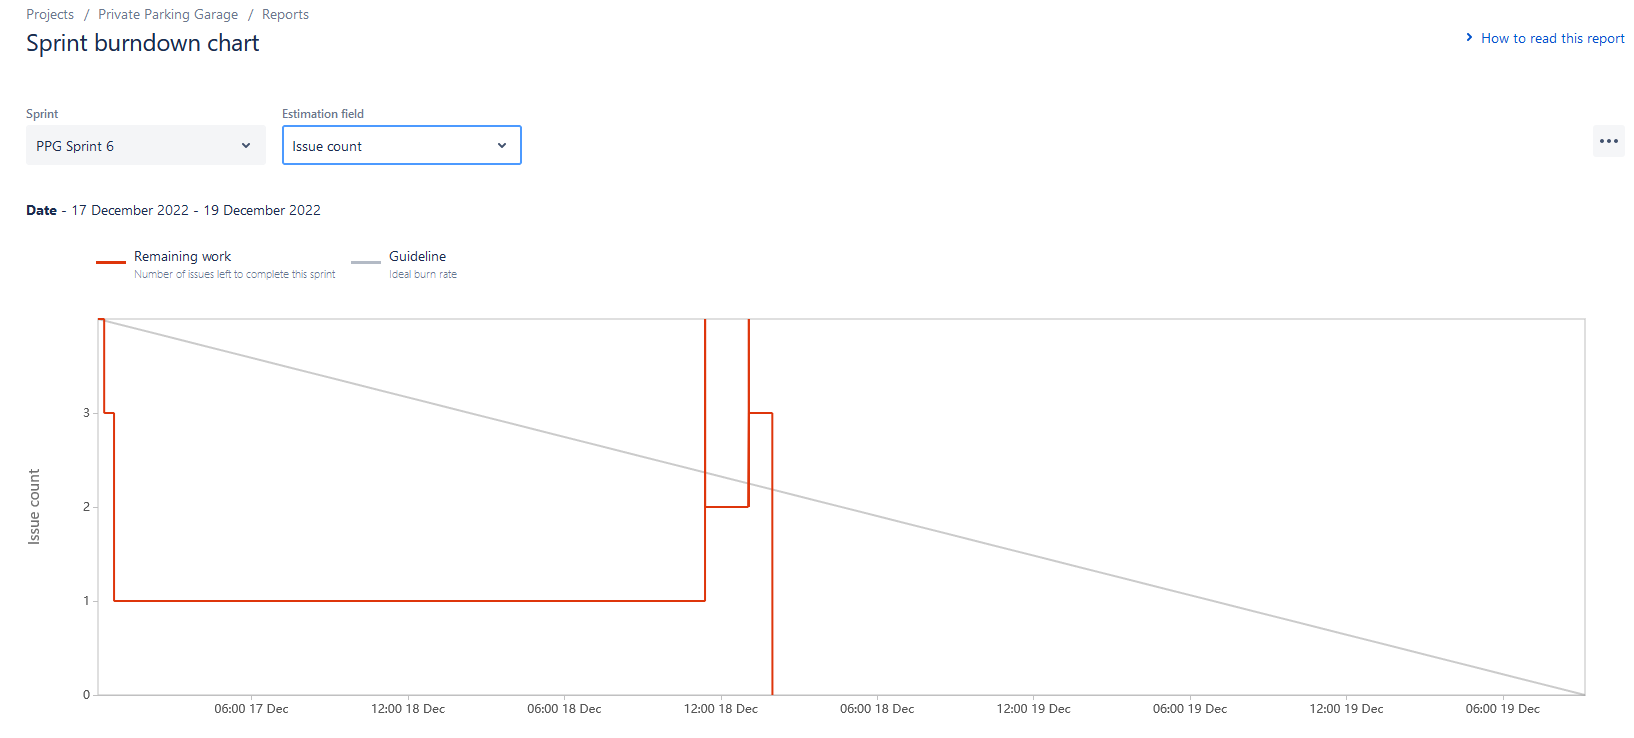 Projects / Private Parking Garage / Reports
Sprint burndown chart
How to read this report
Sprint
Estimation field
PPG Sprint 6
Issue count
Date - 17 December 2022 - 19 December 2022
Remaining work
Number of issues left to complete this sprint
Guideline
Ideal burn rate
3
2
1
0
Issue count
06:00 17 Dec
12:00 18 Dec
06:00 18 Dec
12:00 18 Dec
06:00 18 Dec
12:00 19 Dec
06:00 19 Dec
12:00 19 Dec
06:00 19 Dec